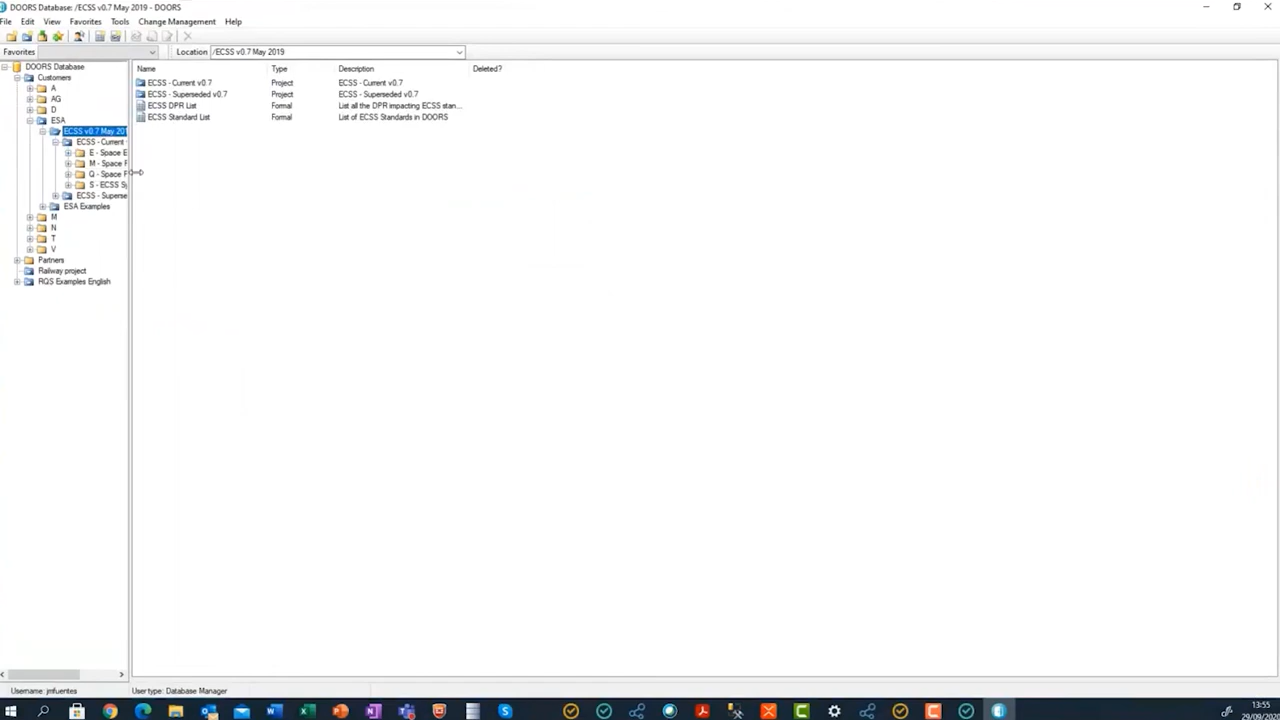 DOORS Database: /ECSS v0.7 May 2019 - DOORS
File Edit View Favorites Tools Change Management Help
Favorites Location /ECSS v0.7 May 2019
DOORS Database
Customers
A
AG
D
ESA
ECSS v0.7 May 201
ECSS - Current
E - Space E
M - Space F
Q - Space F
S - ECSS Sy
ECSS - Superse
ESA Examples
M
N
T
V
Partners
Railway project
RQS Examples English
Name Type Description Deleted?
ECSS - Current v0.7 Project ECSS - Current v0.7
ECSS - Superseded v0.7 Project ECSS - Superseded v0.7
ECSS DPR List Formal List all the DPR impacting ECSS stan...
ECSS Standard List Formal List of ECSS Standards in DOORS
Username: jmfuentes User type: Database Manager
13:55